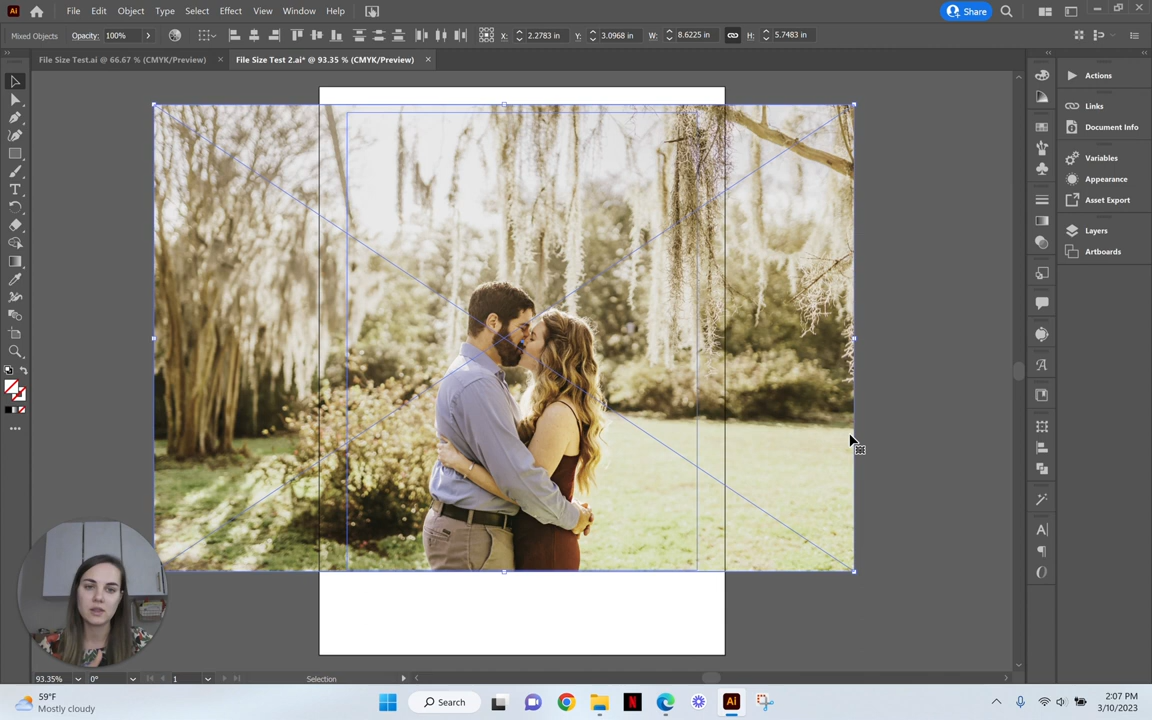 Ai File Edit Object Type Select Effect View Window Help Share
Mixed Objects Opacity: 100% X: 2.2783 in Y: 3.0968 in W: 8.6225 in H: 5.7483 in
File Size Test.ai @ 66.67 % (CMYK/Preview) × File Size Test 2.ai* @ 93.35 % (CMYK/Preview) ×
Actions
Links
Document Info
Variables
Appearance
Asset Export
Layers
Artboards
93.35% 0° 1 Selection
59°F
Mostly cloudy
Search
2:07 PM
3/10/2023